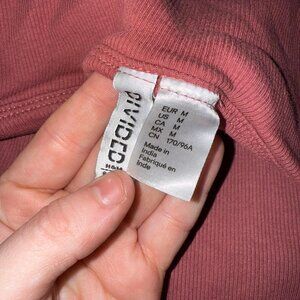 DIVIDED
H&M
EUR M
US M
CA M
MX M
CN 170/96A
Made in
India
Fabriqué en
Inde